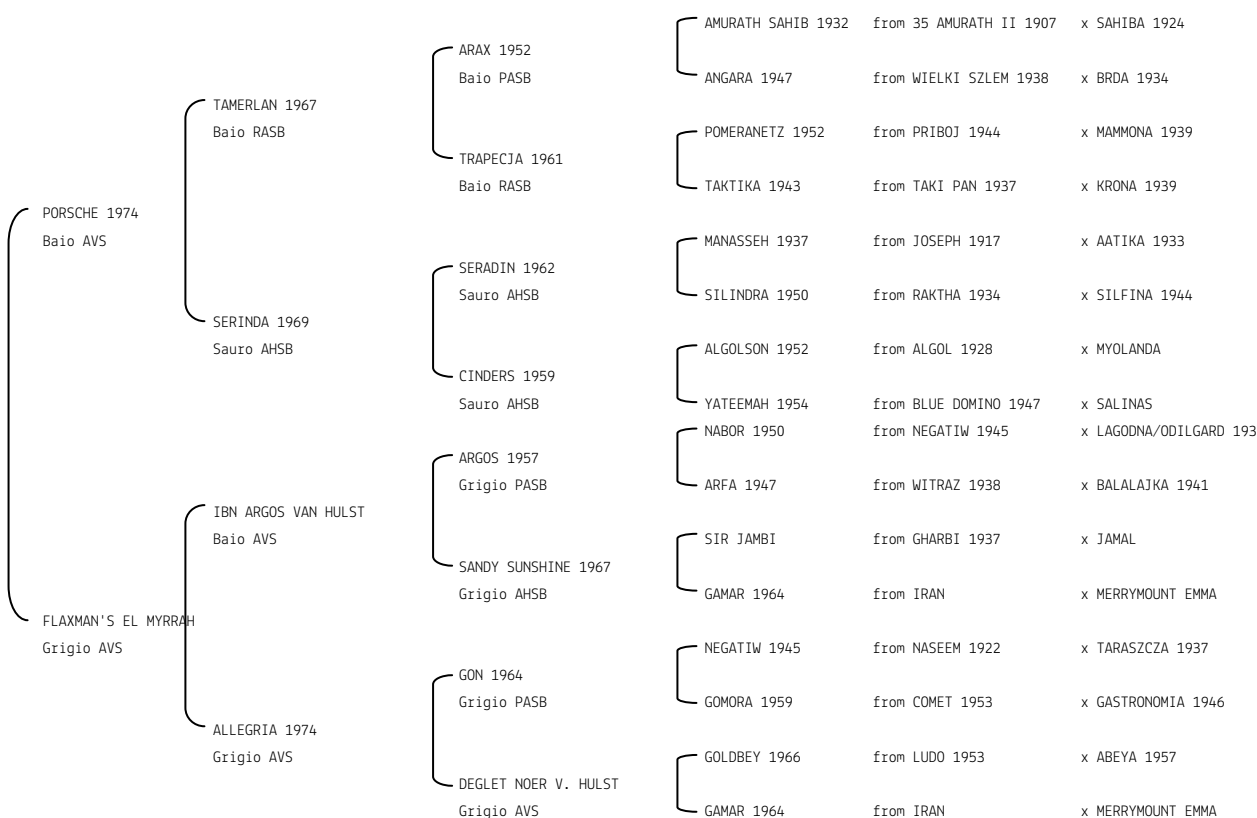 AMURATH SAHIB 1932 from 35 AMURATH II 1907 x SAHIBA 1924
ARAX 1952
Baio PASB
ANGARA 1947 from WIELKI SZLEM 1938 x BRDA 1934
TAMERLAN 1967
Baio RASB
POMERANETZ 1952 from PRIBOJ 1944 x MAMMONA 1939
TRAPECJA 1961
Baio RASB
TAKTIKA 1943 from TAKI PAN 1937 x KRONA 1939
PORSCHE 1974
Baio AVS
MANASSEH 1937 from JOSEPH 1917 x AATIKA 1933
SERADIN 1962
Sauro AHSB
SILINDRA 1950 from RAKTHA 1934 x SILFINA 1944
SERINDA 1969
Sauro AHSB
ALGOLSON 1952 from ALGOL 1928 x MYOLANDA
CINDERS 1959
Sauro AHSB
YATEEMAH 1954 from BLUE DOMINO 1947 x SALINAS
NABOR 1950 from NEGATIW 1945 x LAGODNA/ODILGARD 193
ARGOS 1957
Grigio PASB
ARFA 1947 from WITRAZ 1938 x BALALAJKA 1941
IBN ARGOS VAN HULST
Baio AVS
SIR JAMBI from GHARBI 1937 x JAMAL
SANDY SUNSHINE 1967
Grigio AHSB
GAMAR 1964 from IRAN x MERRYMOUNT EMMA
FLAXMAN'S EL MYRRAH
Grigio AVS
NEGATIW 1945 from NASEEM 1922 x TARASZCZA 1937
GON 1964
Grigio PASB
GOMORA 1959 from COMET 1953 x GASTRONOMIA 1946
ALLEGRIA 1974
Grigio AVS
GOLDBEY 1966 from LUDO 1953 x ABEYA 1957
DEGLET NOER V. HULST
Grigio AVS
GAMAR 1964 from IRAN x MERRYMOUNT EMMA